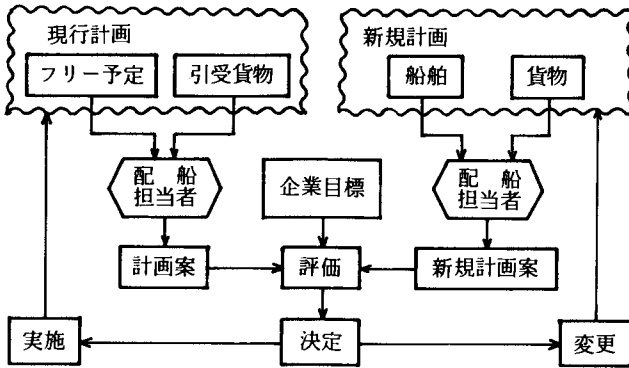 現行計画
フリー予定
引受貨物
新規計画
船舶
貨物
配 船
担当者
企業目標
配 船
担当者
計画案
評価
新規計画案
実施
決定
変更